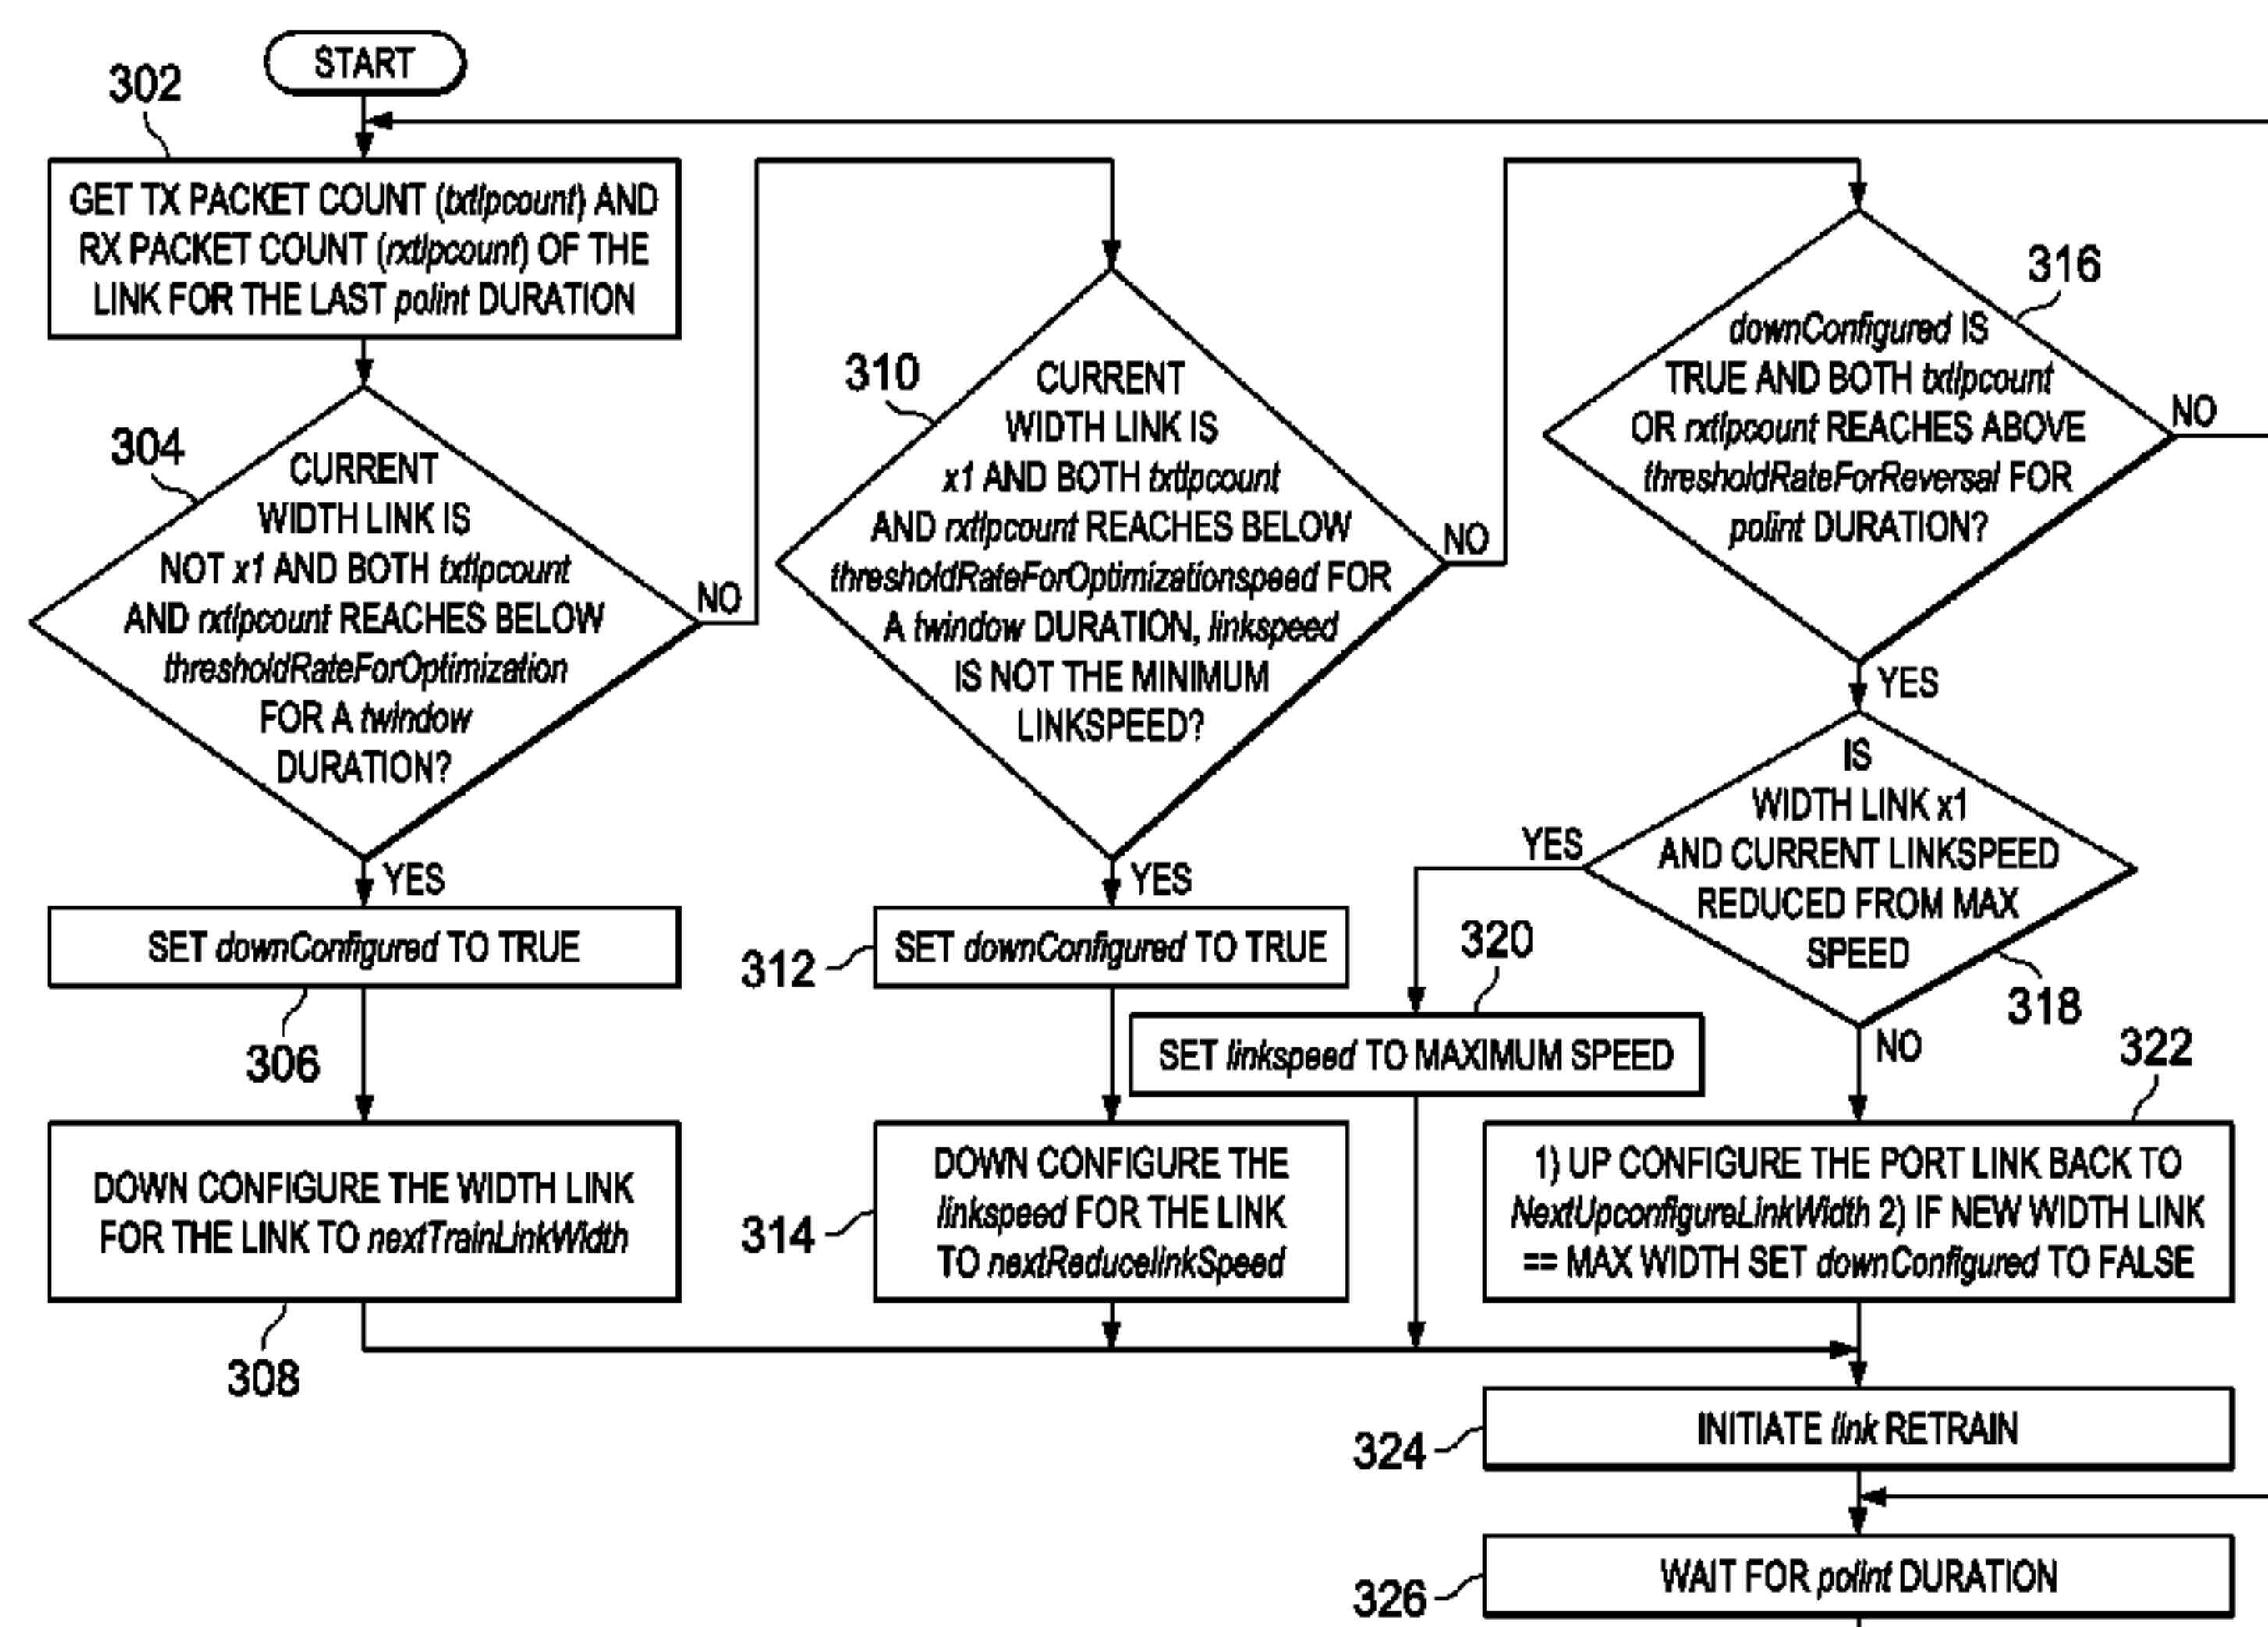 START
302
GET TX PACKET COUNT (txtlpcount) AND
RX PACKET COUNT (rxtlpcount) OF THE
LINK FOR THE LAST polint DURATION
304
CURRENT
WIDTH LINK IS
NOT x1 AND BOTH txtlpcount
AND rxtlpcount REACHES BELOW
thresholdRateForOptimization
FOR A twindow
DURATION?
NO
YES
SET downConfigured TO TRUE
306
DOWN CONFIGURE THE WIDTH LINK
FOR THE LINK TO nextTrainLinkWidth
308
310
CURRENT
WIDTH LINK IS
x1 AND BOTH txtlpcount
AND rxtlpcount REACHES BELOW
thresholdRateForOptimizationspeed FOR
A twindow DURATION, linkspeed
IS NOT THE MINIMUM
LINKSPEED?
NO
YES
312
SET downConfigured TO TRUE
314
DOWN CONFIGURE THE
linkspeed FOR THE LINK
TO nextReducelinkSpeed
316
downConfigured IS
TRUE AND BOTH txtlpcount
OR rxtlpcount REACHES ABOVE
thresholdRateForReversal FOR
polint DURATION?
NO
YES
IS
WIDTH LINK x1
AND CURRENT LINKSPEED
REDUCED FROM MAX
SPEED
318
YES
320
SET linkspeed TO MAXIMUM SPEED
NO
322
1) UP CONFIGURE THE PORT LINK BACK TO
NextUpconfigureLinkWidth 2) IF NEW WIDTH LINK
== MAX WIDTH SET downConfigured TO FALSE
324
INITIATE link RETRAIN
326
WAIT FOR polint DURATION